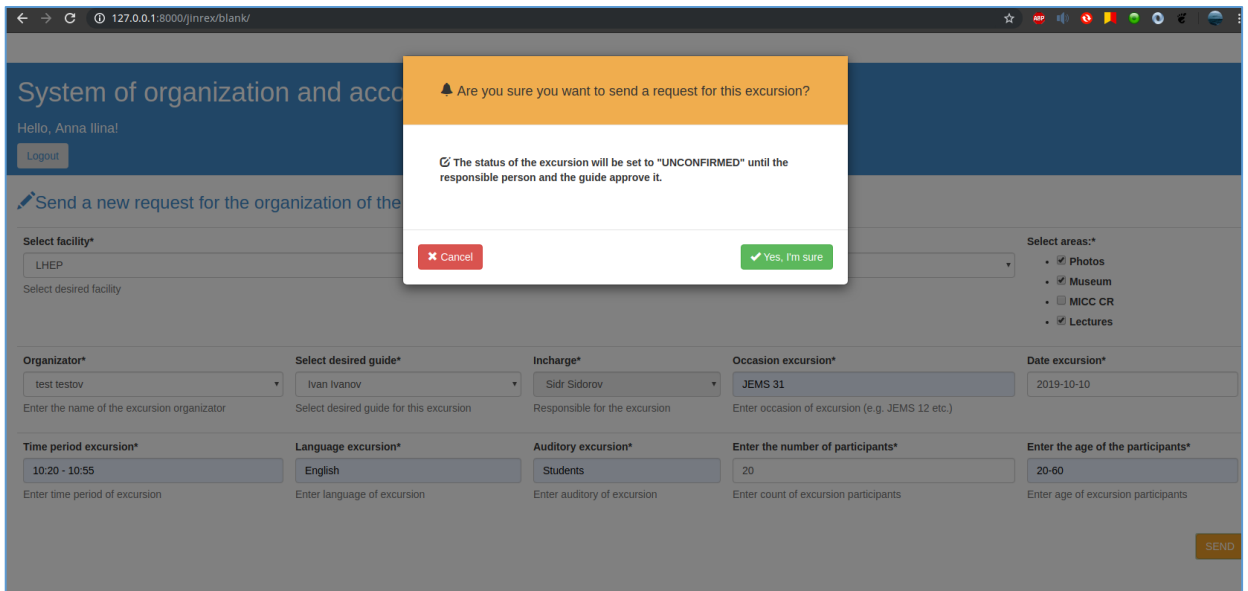 127.0.0.1:8000/jinrex/blank/
ABP
System of organization and acco
Hello, Anna Ilina!
Logout
Are you sure you want to send a request for this excursion?
The status of the excursion will be set to "UNCONFIRMED" until the
responsible person and the guide approve it.
Cancel
Yes, I'm sure
Send a new request for the organization of the
Select facility*
LHEP
Select desired facility
Select areas:*
Photos
Museum
MICC CR
Lectures
Organizator* Select desired guide* Incharge* Occasion excursion* Date excursion*
test testov Ivan Ivanov Sidr Sidorov JEMS 31 2019-10-10
Enter the name of the excursion organizator Select desired guide for this excursion Responsible for the excursion Enter occasion of excursion (e.g. JEMS 12 etc.)
Time period excursion* Language excursion* Auditory excursion* Enter the number of participants* Enter the age of the participants*
10:20 - 10:55 English Students 20 20-60
Enter time period of excursion Enter language of excursion Enter auditory of excursion Enter count of excursion participants Enter age of excursion participants
SEND